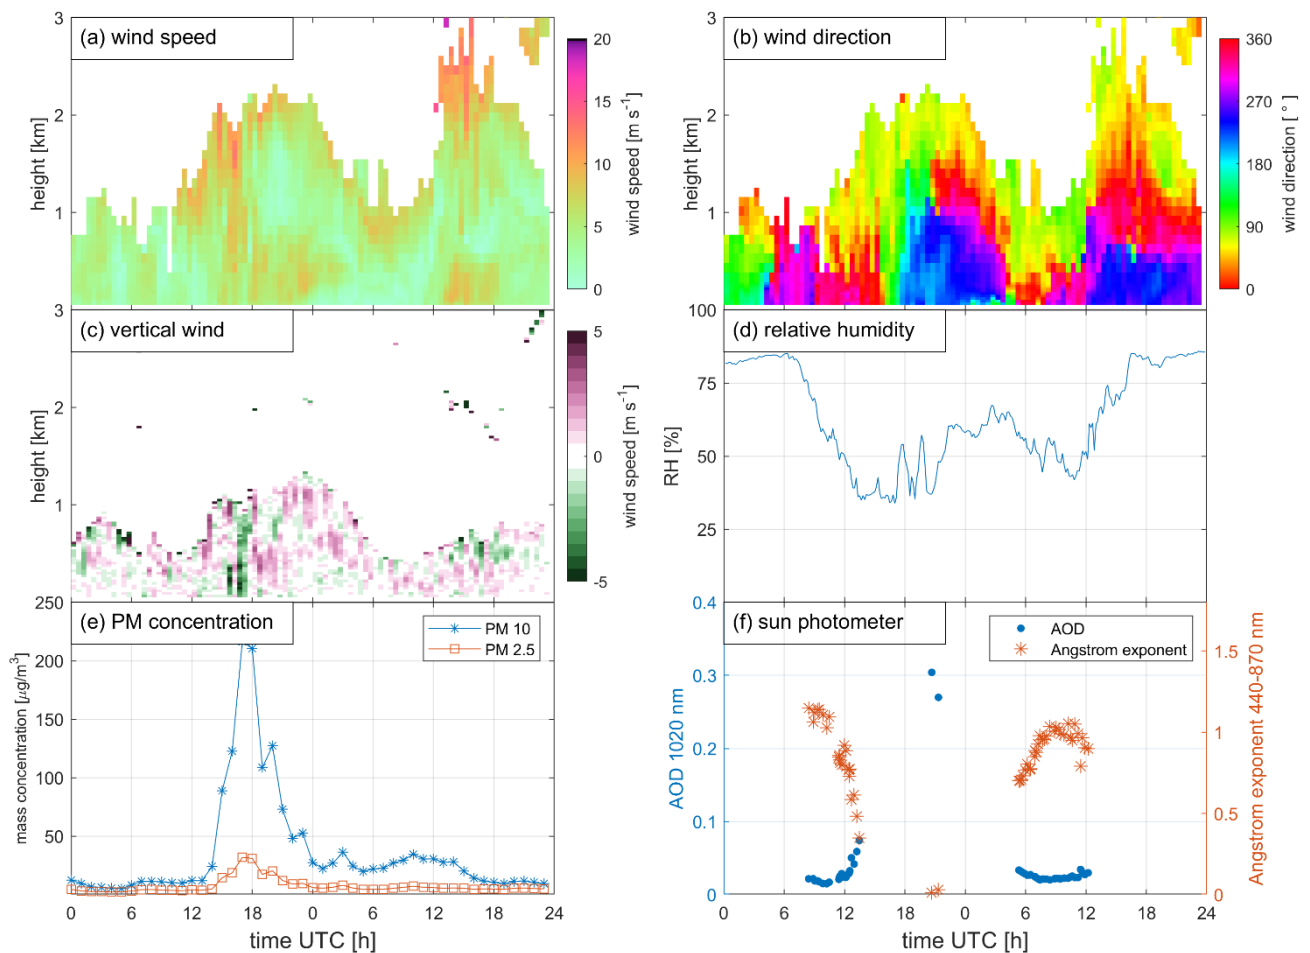 (a) wind speed
3
2
1
0
height [km]
20
15
10
5
0
wind speed [m s⁻¹]
(b) wind direction
3
2
1
0
height [km]
360
270
180
90
0
wind direction [ ° ]
(c) vertical wind
3
2
1
height [km]
5
0
-5
wind speed [m s⁻¹]
(d) relative humidity
100
75
50
25
RH [%]
(e) PM concentration
250
200
150
100
50
mass concentration [μg/m³]
PM 10
PM 2.5
0 6 12 18 0 6 12 18 24
time UTC [h]
(f) sun photometer
0.4
0.3
0.2
0.1
0
AOD 1020 nm
AOD
Angstrom exponent
1.5
1
0.5
0
Angstrom exponent 440-870 nm
0 6 12 18 0 6 12 18 24
time UTC [h]